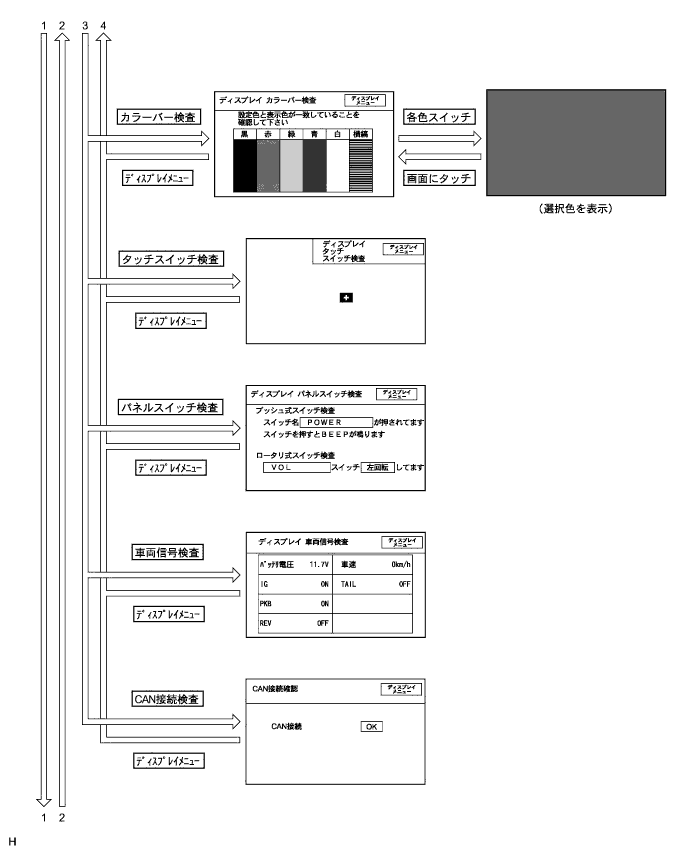 1 2 3 4
カラーバー検査
ディスプレイ カラーバー検査
ディスプレイ
メニュー
設定色と表示色が一致していることを
確認して下さい
黒 赤 緑 青 白 横縞
ディスプレイメニュー
各色スイッチ
画面にタッチ
(選択色を表示)
タッチスイッチ検査
ディスプレイ
タッチ
スイッチ検査
ディスプレイ
メニュー
ディスプレイメニュー
パネルスイッチ検査
ディスプレイ パネルスイッチ検査
ディスプレイ
メニュー
プッシュ式スイッチ検査
スイッチ名 POWER が押されてます
スイッチを押すとBEEPが鳴ります
ロータリ式スイッチ検査
VOL スイッチ 左回転 してます
ディスプレイメニュー
車両信号検査
ディスプレイ 車両信号検査
ディスプレイ
メニュー
バッテリ電圧 11.7V 車速 0km/h
IG ON TAIL OFF
PKB ON
REV OFF
ディスプレイメニュー
CAN接続検査
CAN接続確認
ディスプレイ
メニュー
CAN接続 OK
ディスプレイメニュー
1 2
H